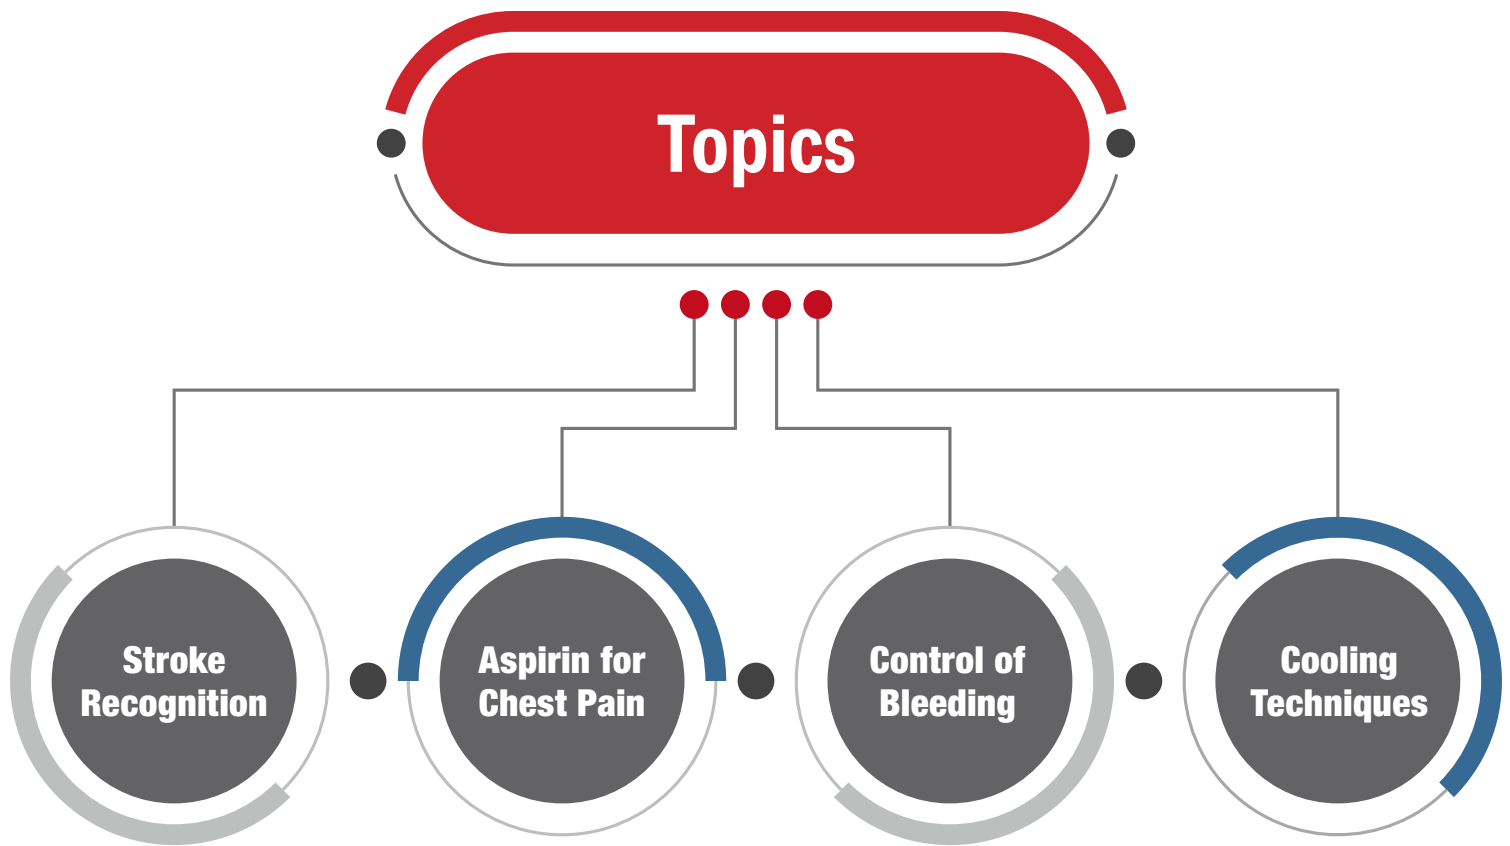 Topics
Stroke
Recognition
Aspirin for
Chest Pain
Control of
Bleeding
Cooling
Techniques